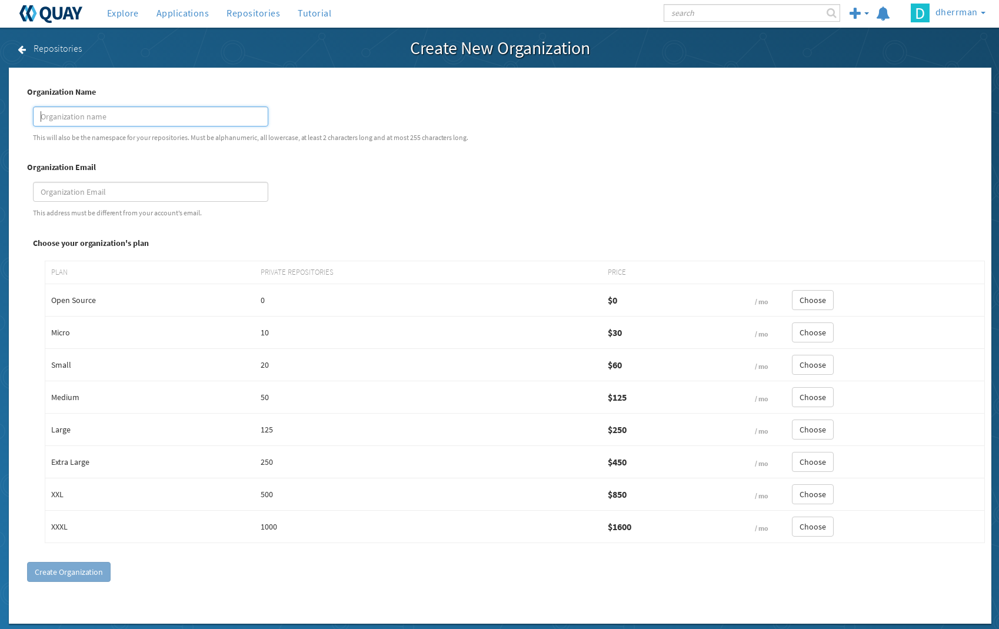 QUAY Explore Applications Repositories Tutorial search D dherrman
Repositories Create New Organization
Organization Name
Organization name
This will also be the namespace for your repositories. Must be alphanumeric, all lowercase, at least 2 characters long and at most 255 characters long.
Organization Email
Organization Email
This address must be different from your account's email.
Choose your organization's plan
PLAN PRIVATE REPOSITORIES PRICE
Open Source 0 $0 / mo Choose
Micro 10 $30 / mo Choose
Small 20 $60 / mo Choose
Medium 50 $125 / mo Choose
Large 125 $250 / mo Choose
Extra Large 250 $450 / mo Choose
XXL 500 $850 / mo Choose
XXXL 1000 $1600 / mo Choose
Create Organization